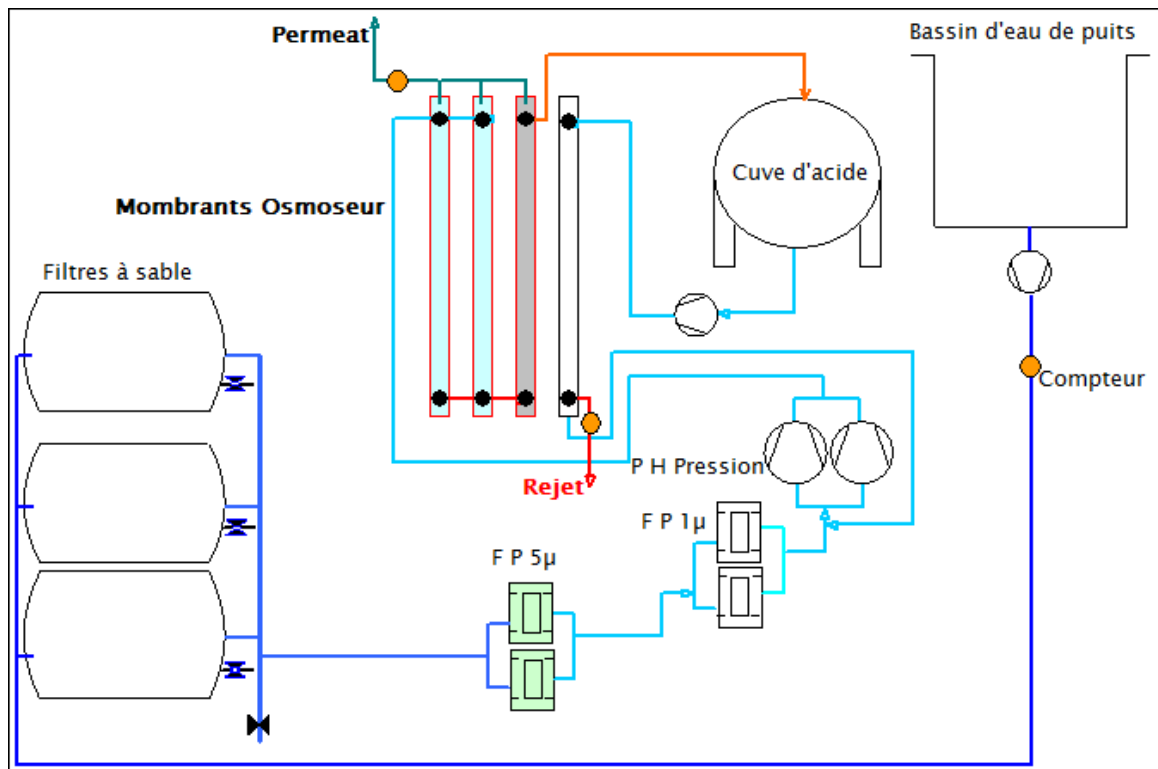 Permeat
Bassin d'eau de puits
Cuve d'acide
Mombrants Osmoseur
Filtres à sable
Compteur
P H Pression
Rejet
F P 1µ
F P 5µ